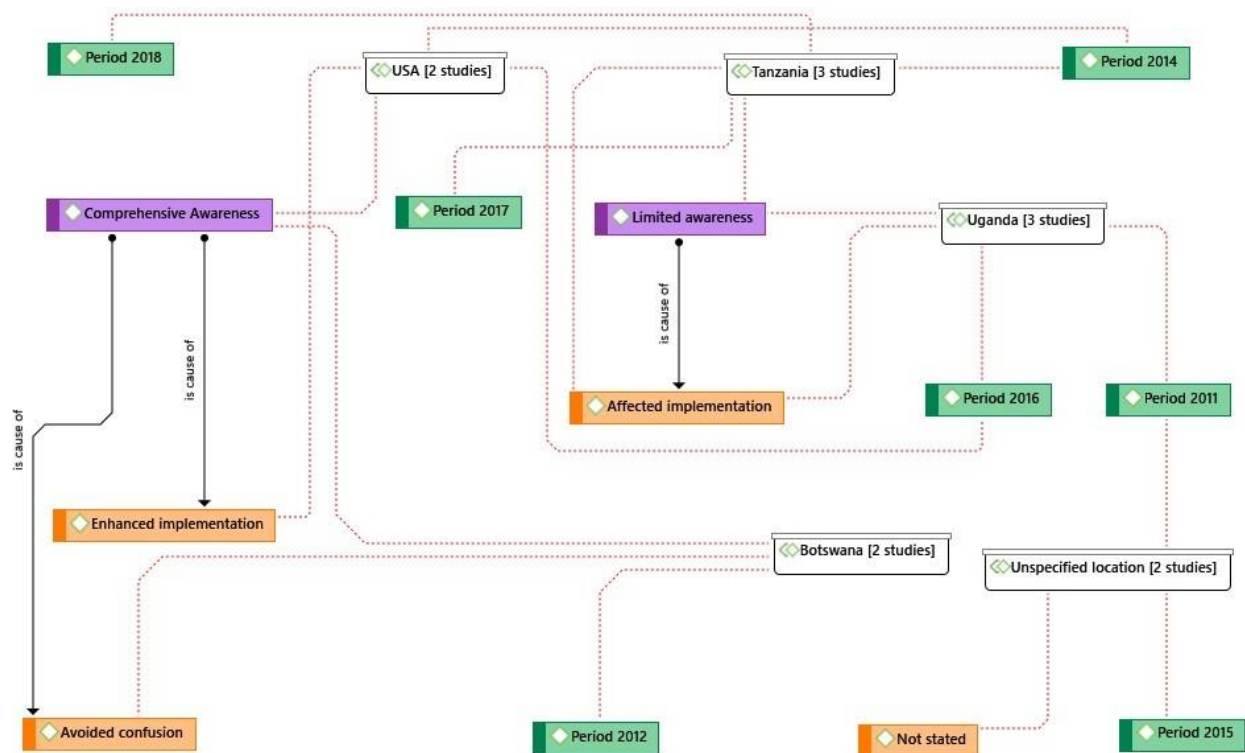 Period 2018
USA [2 studies]
Tanzania [3 studies]
Period 2014
Comprehensive Awareness
Period 2017
Limited awareness
Uganda [3 studies]
is cause of
is cause of
is cause of
Affected implementation
Period 2016
Period 2011
Enhanced implementation
Botswana [2 studies]
Unspecified location [2 studies]
Avoided confusion
Period 2012
Not stated
Period 2015